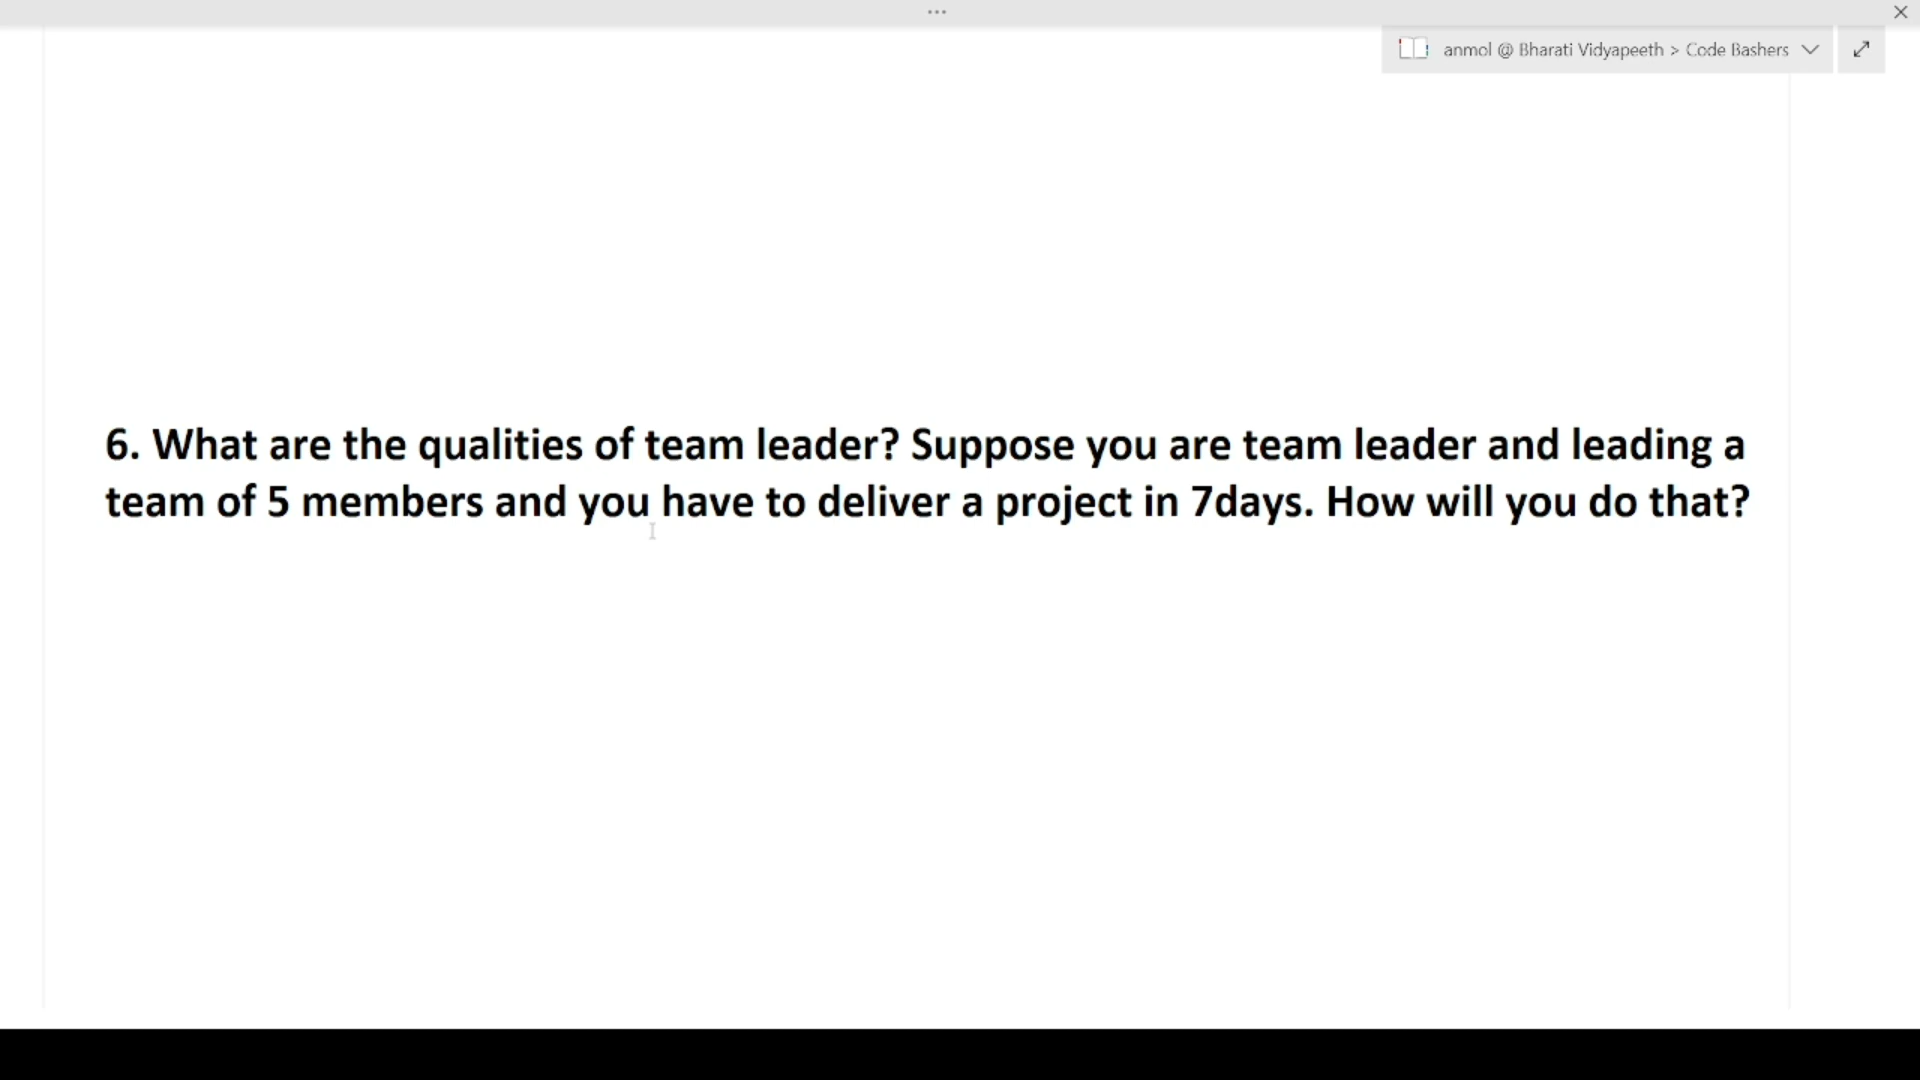 anmol @ Bharati Vidyapeeth > Code Bashers
6. What are the qualities of team leader? Suppose you are team leader and leading a
team of 5 members and you have to deliver a project in 7days. How will you do that?